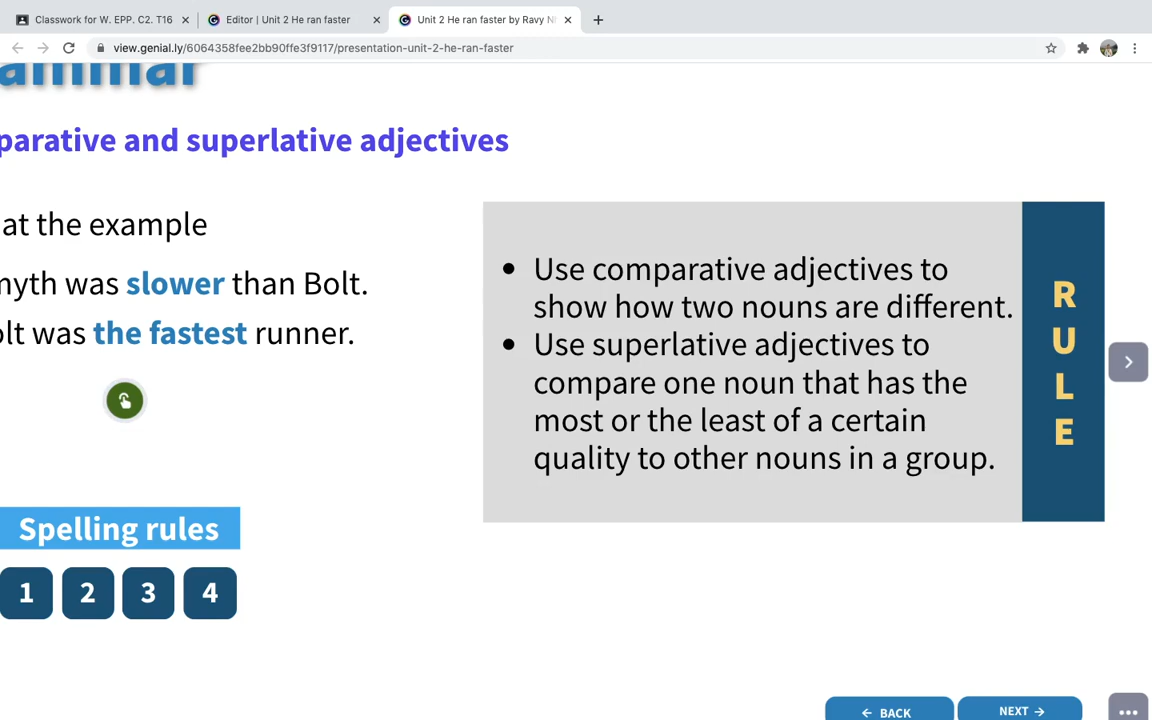 Classwork for W. EPP. C2. T16
Editor | Unit 2 He ran faster
Unit 2 He ran faster by Ravy N
view.genial.ly/6064358fee2bb90ffe3f9117/presentation-unit-2-he-ran-faster
ammar
parative and superlative adjectives
at the example
myth was slower than Bolt.
olt was the fastest runner.
• Use comparative adjectives to
show how two nouns are different.
• Use superlative adjectives to
compare one noun that has the
most or the least of a certain
quality to other nouns in a group.
R
U
L
E
Spelling rules
1 2 3 4
← BACK
NEXT →